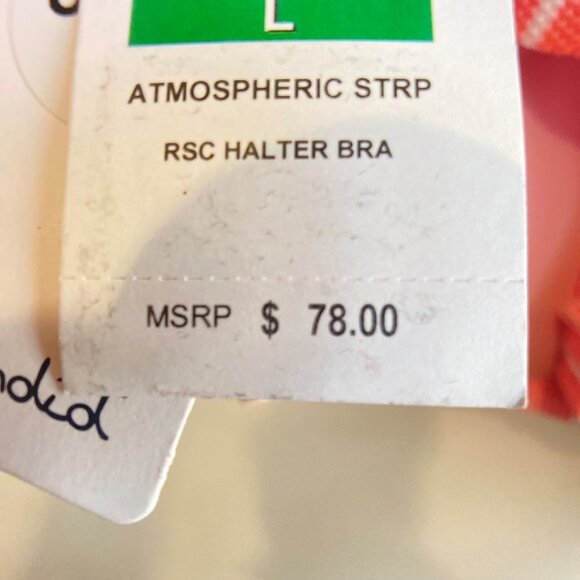 L
ATMOSPHERIC STRP
RSC HALTER BRA
MSRP $ 78.00